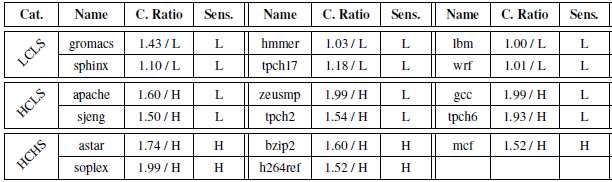 Cat. Name C. Ratio Sens. Name C. Ratio Sens. Name C. Ratio Sens.
LCLS gromacs 1.43 / L L hmmer 1.03 / L L lbm 1.00 / L L
sphinx 1.10 / L L tpch17 1.18 / L L wrf 1.01 / L L
HCLS apache 1.60 / H L zeusmp 1.99 / H L gcc 1.99 / H L
sjeng 1.50 / H L tpch2 1.54 / H L tpch6 1.93 / H L
HCHS astar 1.74 / H H bzip2 1.60 / H H mcf 1.52 / H H
soplex 1.99 / H H h264ref 1.52 / H H